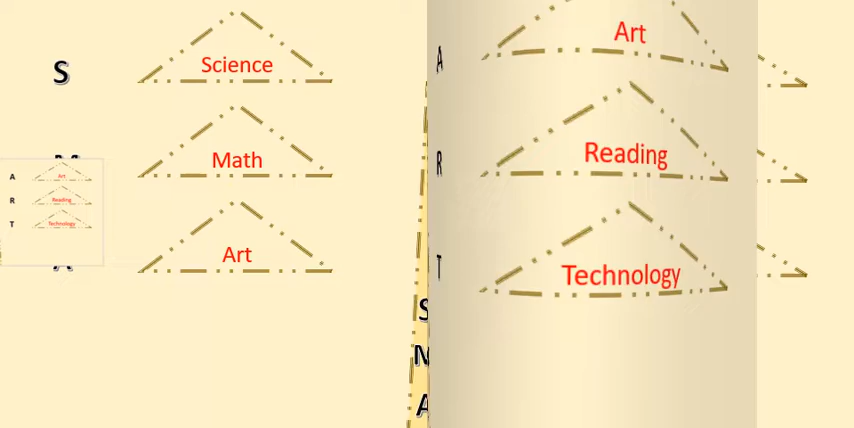 S Science
Math
Art
A Art
R Reading
T Technology
S
A
A Art
R Reading
T Technology